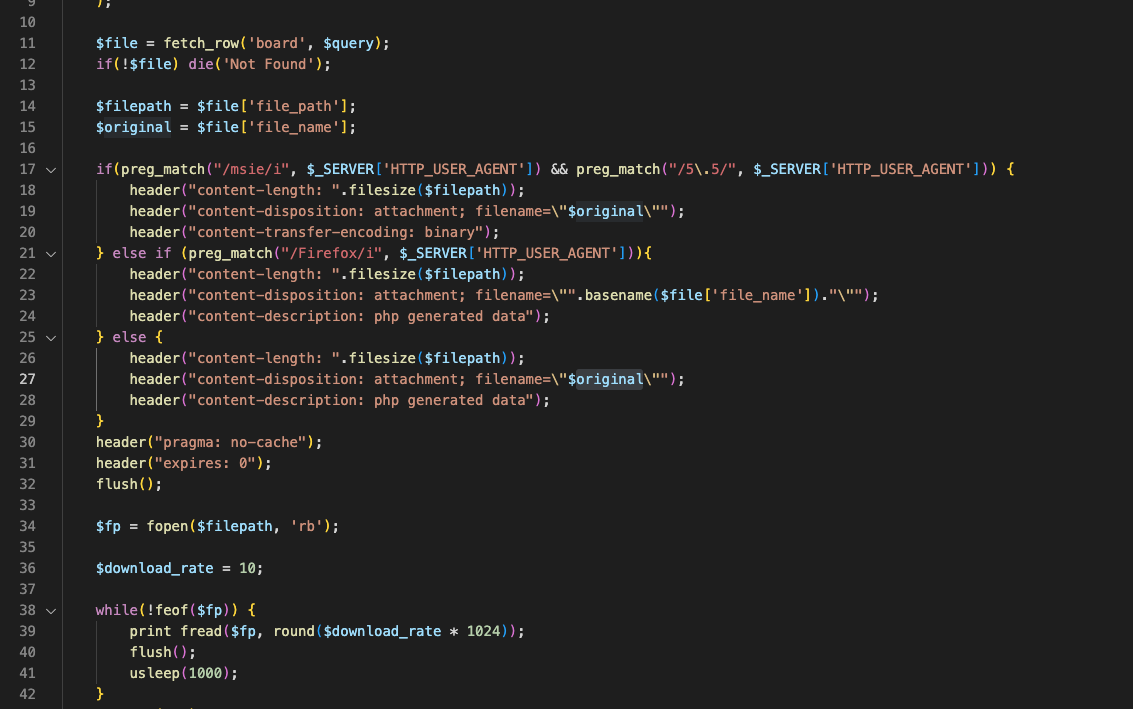 9 );
10
11 $file = fetch_row('board', $query);
12 if(!$file) die('Not Found');
13
14 $filepath = $file['file_path'];
15 $original = $file['file_name'];
16
17 if(preg_match("/msie/i", $_SERVER['HTTP_USER_AGENT']) && preg_match("/5\.5/", $_SERVER['HTTP_USER_AGENT'])) {
18 header("content-length: ".filesize($filepath));
19 header("content-disposition: attachment; filename=\"$original\"");
20 header("content-transfer-encoding: binary");
21 } else if (preg_match("/Firefox/i", $_SERVER['HTTP_USER_AGENT'])){
22 header("content-length: ".filesize($filepath));
23 header("content-disposition: attachment; filename=\"".basename($file['file_name'])."\"");
24 header("content-description: php generated data");
25 } else {
26 header("content-length: ".filesize($filepath));
27 header("content-disposition: attachment; filename=\"$original\"");
28 header("content-description: php generated data");
29 }
30 header("pragma: no-cache");
31 header("expires: 0");
32 flush();
33
34 $fp = fopen($filepath, 'rb');
35
36 $download_rate = 10;
37
38 while(!feof($fp)) {
39 print fread($fp, round($download_rate * 1024));
40 flush();
41 usleep(1000);
42 }